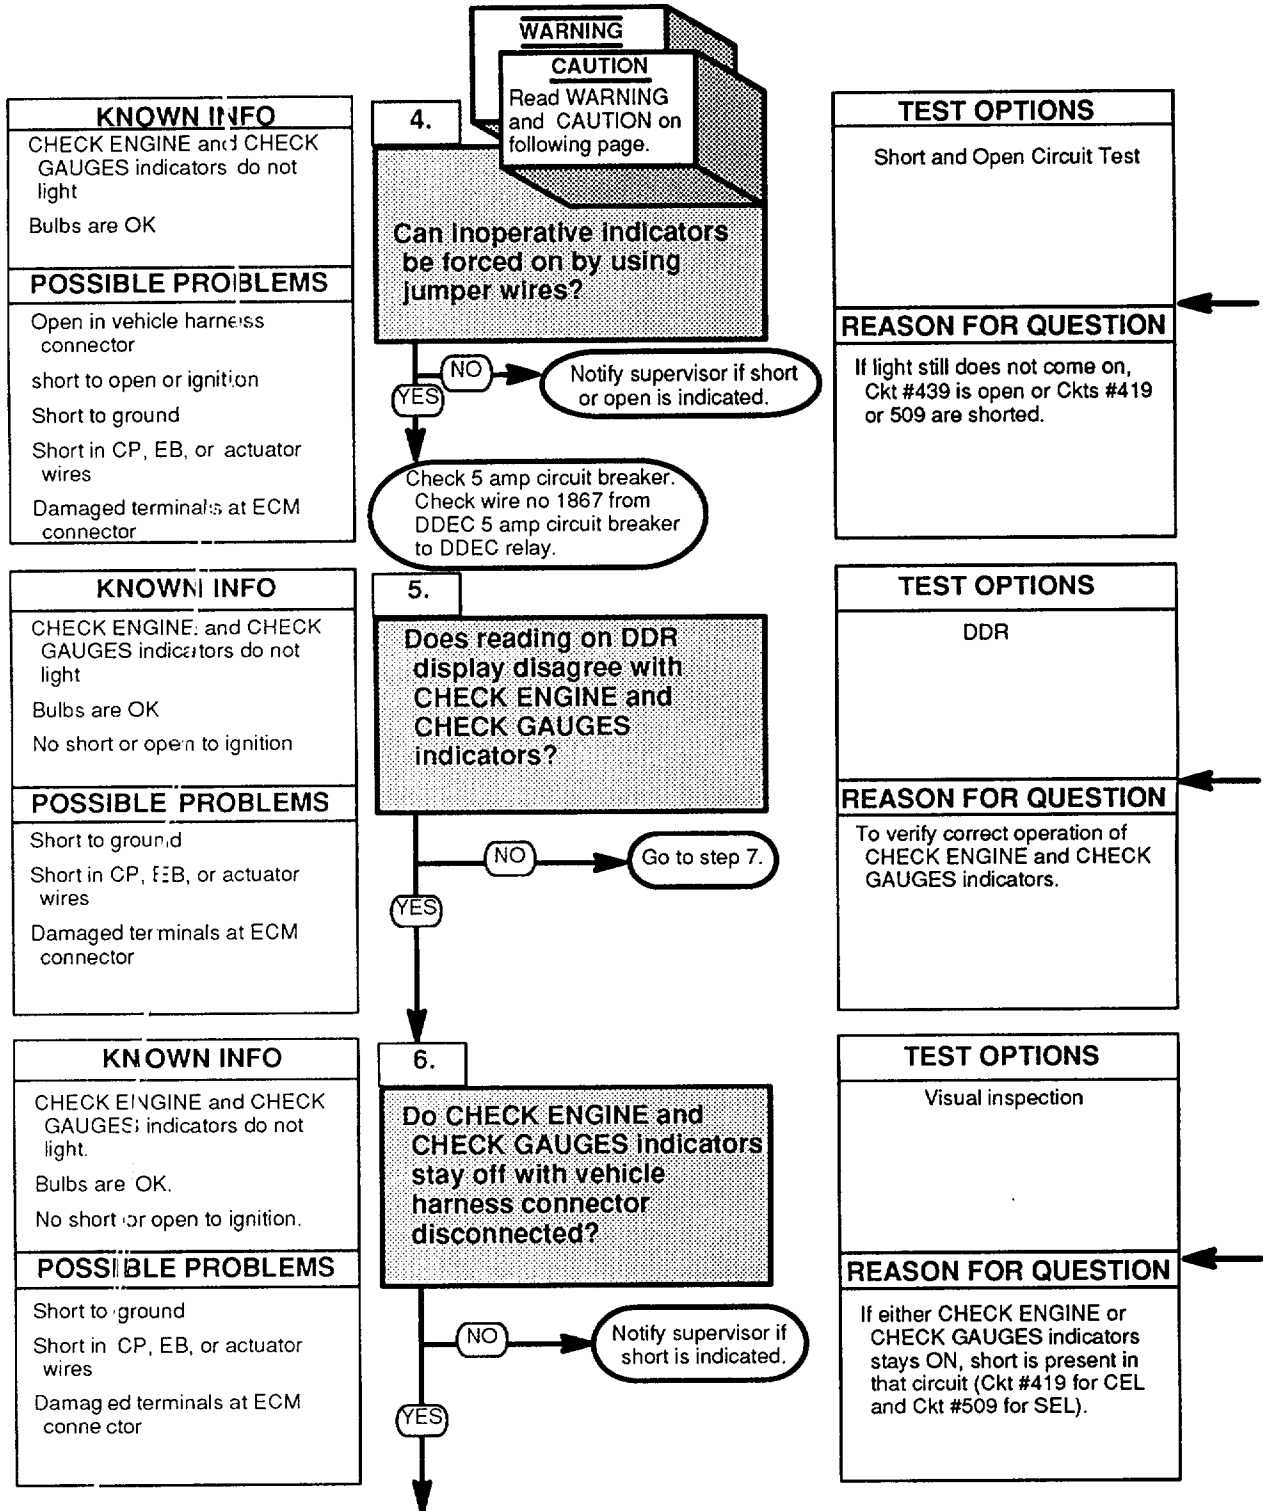 WARNING
CAUTION
Read WARNING
and CAUTION on
following page.
KNOWN INFO
CHECK ENGINE and CHECK
GAUGES indicators do not
light
Bulbs are OK
POSSIBLE PROBLEMS
Open in vehicle harness
connector
short to open or ignition
Short to ground
Short in CP, EB, or actuator
wires
Damaged terminals at ECM
connector
4.
Can inoperative indicators
be forced on by using
jumper wires?
NO
Notify supervisor if short
or open is indicated.
YES
Check 5 amp circuit breaker.
Check wire no 1867 from
DDEC 5 amp circuit breaker
to DDEC relay.
TEST OPTIONS
Short and Open Circuit Test
REASON FOR QUESTION
If light still does not come on,
Ckt #439 is open or Ckts #419
or 509 are shorted.
KNOWN INFO
CHECK ENGINE and CHECK
GAUGES indicators do not
light
Bulbs are OK
No short or open to ignition
POSSIBLE PROBLEMS
Short to ground
Short in CP, EB, or actuator
wires
Damaged terminals at ECM
connector
5.
Does reading on DDR
display disagree with
CHECK ENGINE and
CHECK GAUGES
indicators?
NO
Go to step 7.
YES
TEST OPTIONS
DDR
REASON FOR QUESTION
To verify correct operation of
CHECK ENGINE and CHECK
GAUGES indicators.
KNOWN INFO
CHECK ENGINE and CHECK
GAUGES indicators do not
light.
Bulbs are OK.
No short or open to ignition.
POSSIBLE PROBLEMS
Short to ground
Short in CP, EB, or actuator
wires
Damaged terminals at ECM
connector
6.
Do CHECK ENGINE and
CHECK GAUGES indicators
stay off with vehicle
harness connector
disconnected?
NO
Notify supervisor if
short is indicated.
YES
TEST OPTIONS
Visual inspection
REASON FOR QUESTION
If either CHECK ENGINE or
CHECK GAUGES indicators
stays ON, short is present in
that circuit (Ckt #419 for CEL
and Ckt #509 for SEL).